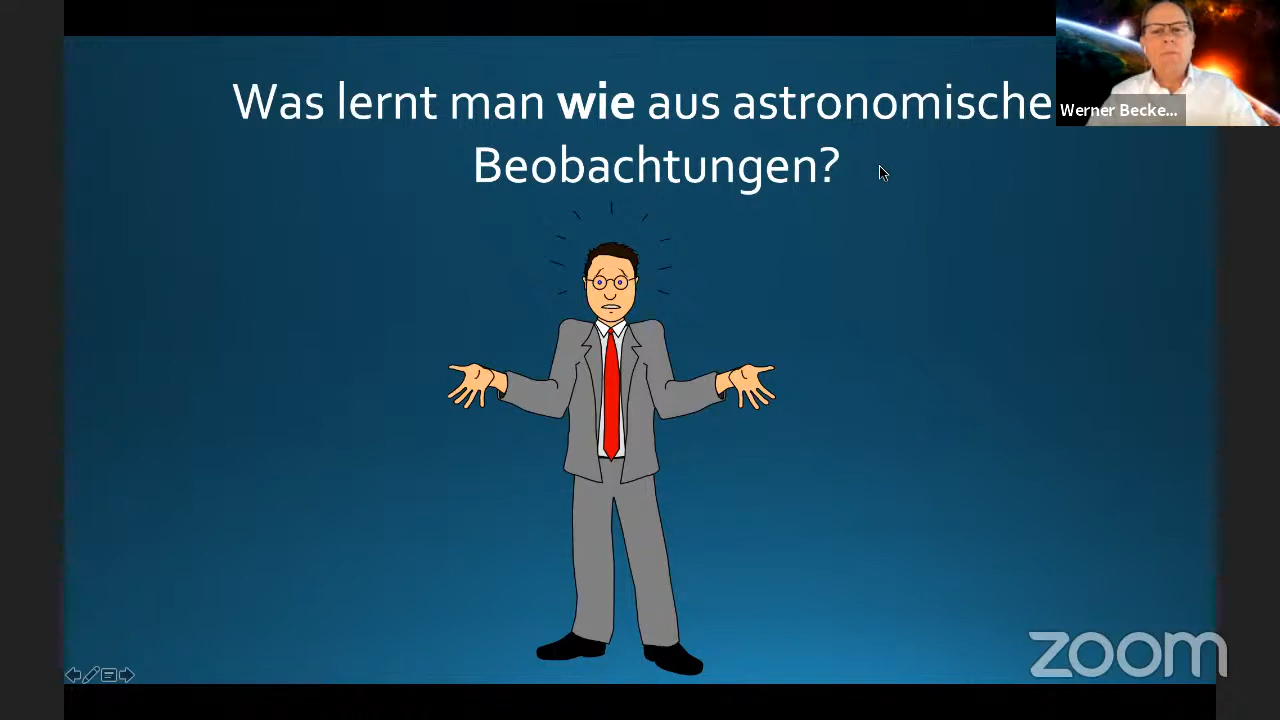 Was lernt man wie aus astronomische
Beobachtungen?
Werner Becke...
zoom